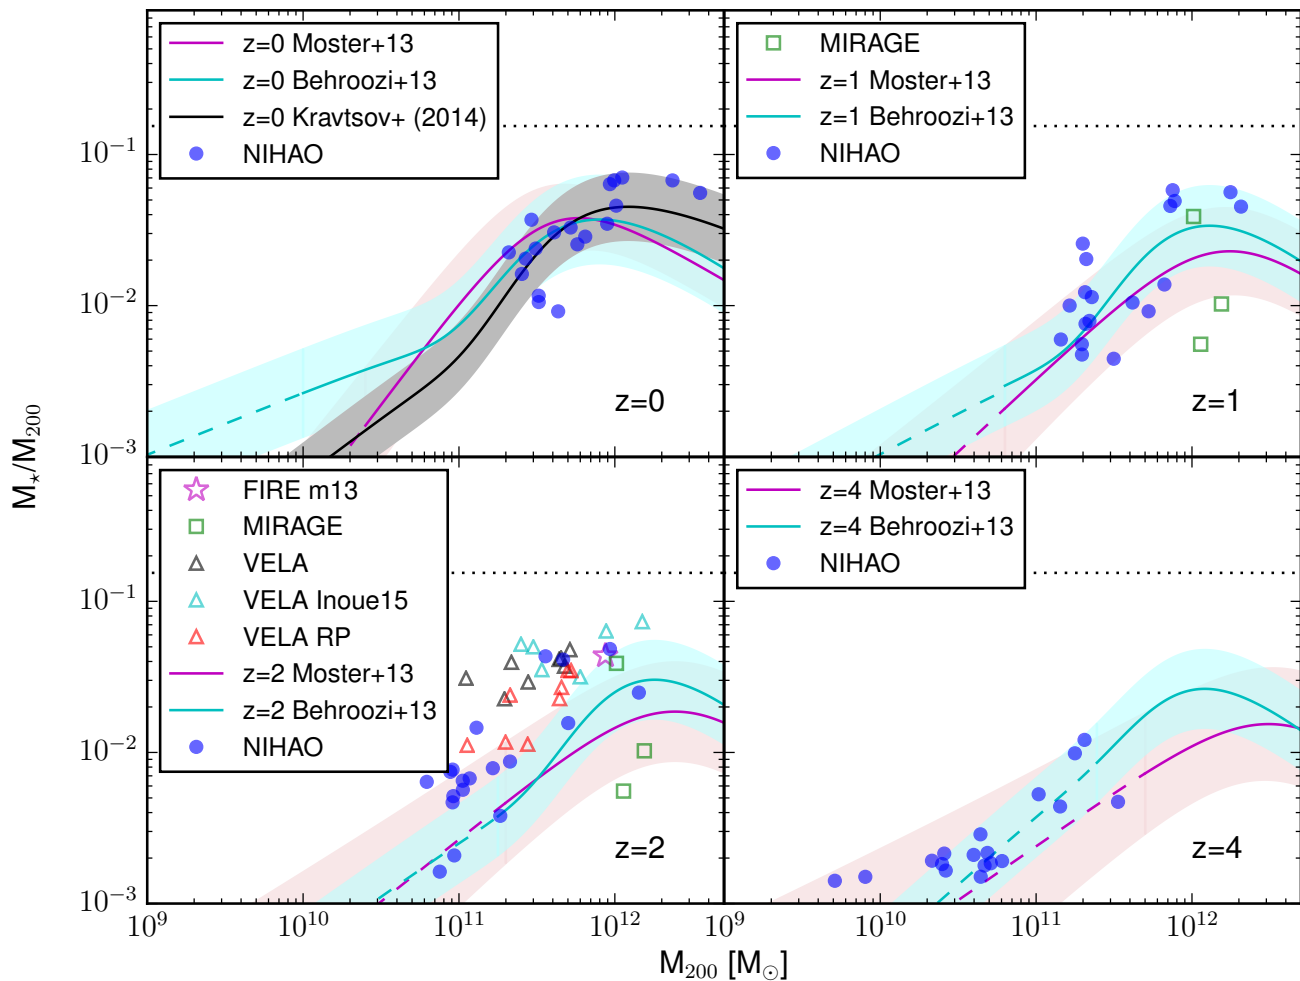 z=0 Moster+13
z=0 Behroozi+13
z=0 Kravtsov+ (2014)
NIHAO
z=0
10⁻¹
10⁻²
10⁻³
MIRAGE
z=1 Moster+13
z=1 Behroozi+13
NIHAO
z=1
M⋆/M₂₀₀
FIRE m13
MIRAGE
VELA
VELA Inoue15
VELA RP
z=2 Moster+13
z=2 Behroozi+13
NIHAO
z=2
10⁻¹
10⁻²
10⁻³
z=4 Moster+13
z=4 Behroozi+13
NIHAO
z=4
10⁹ 10¹⁰ 10¹¹ 10¹² 10⁹ 10¹⁰ 10¹¹ 10¹²
M₂₀₀ [M⊙]